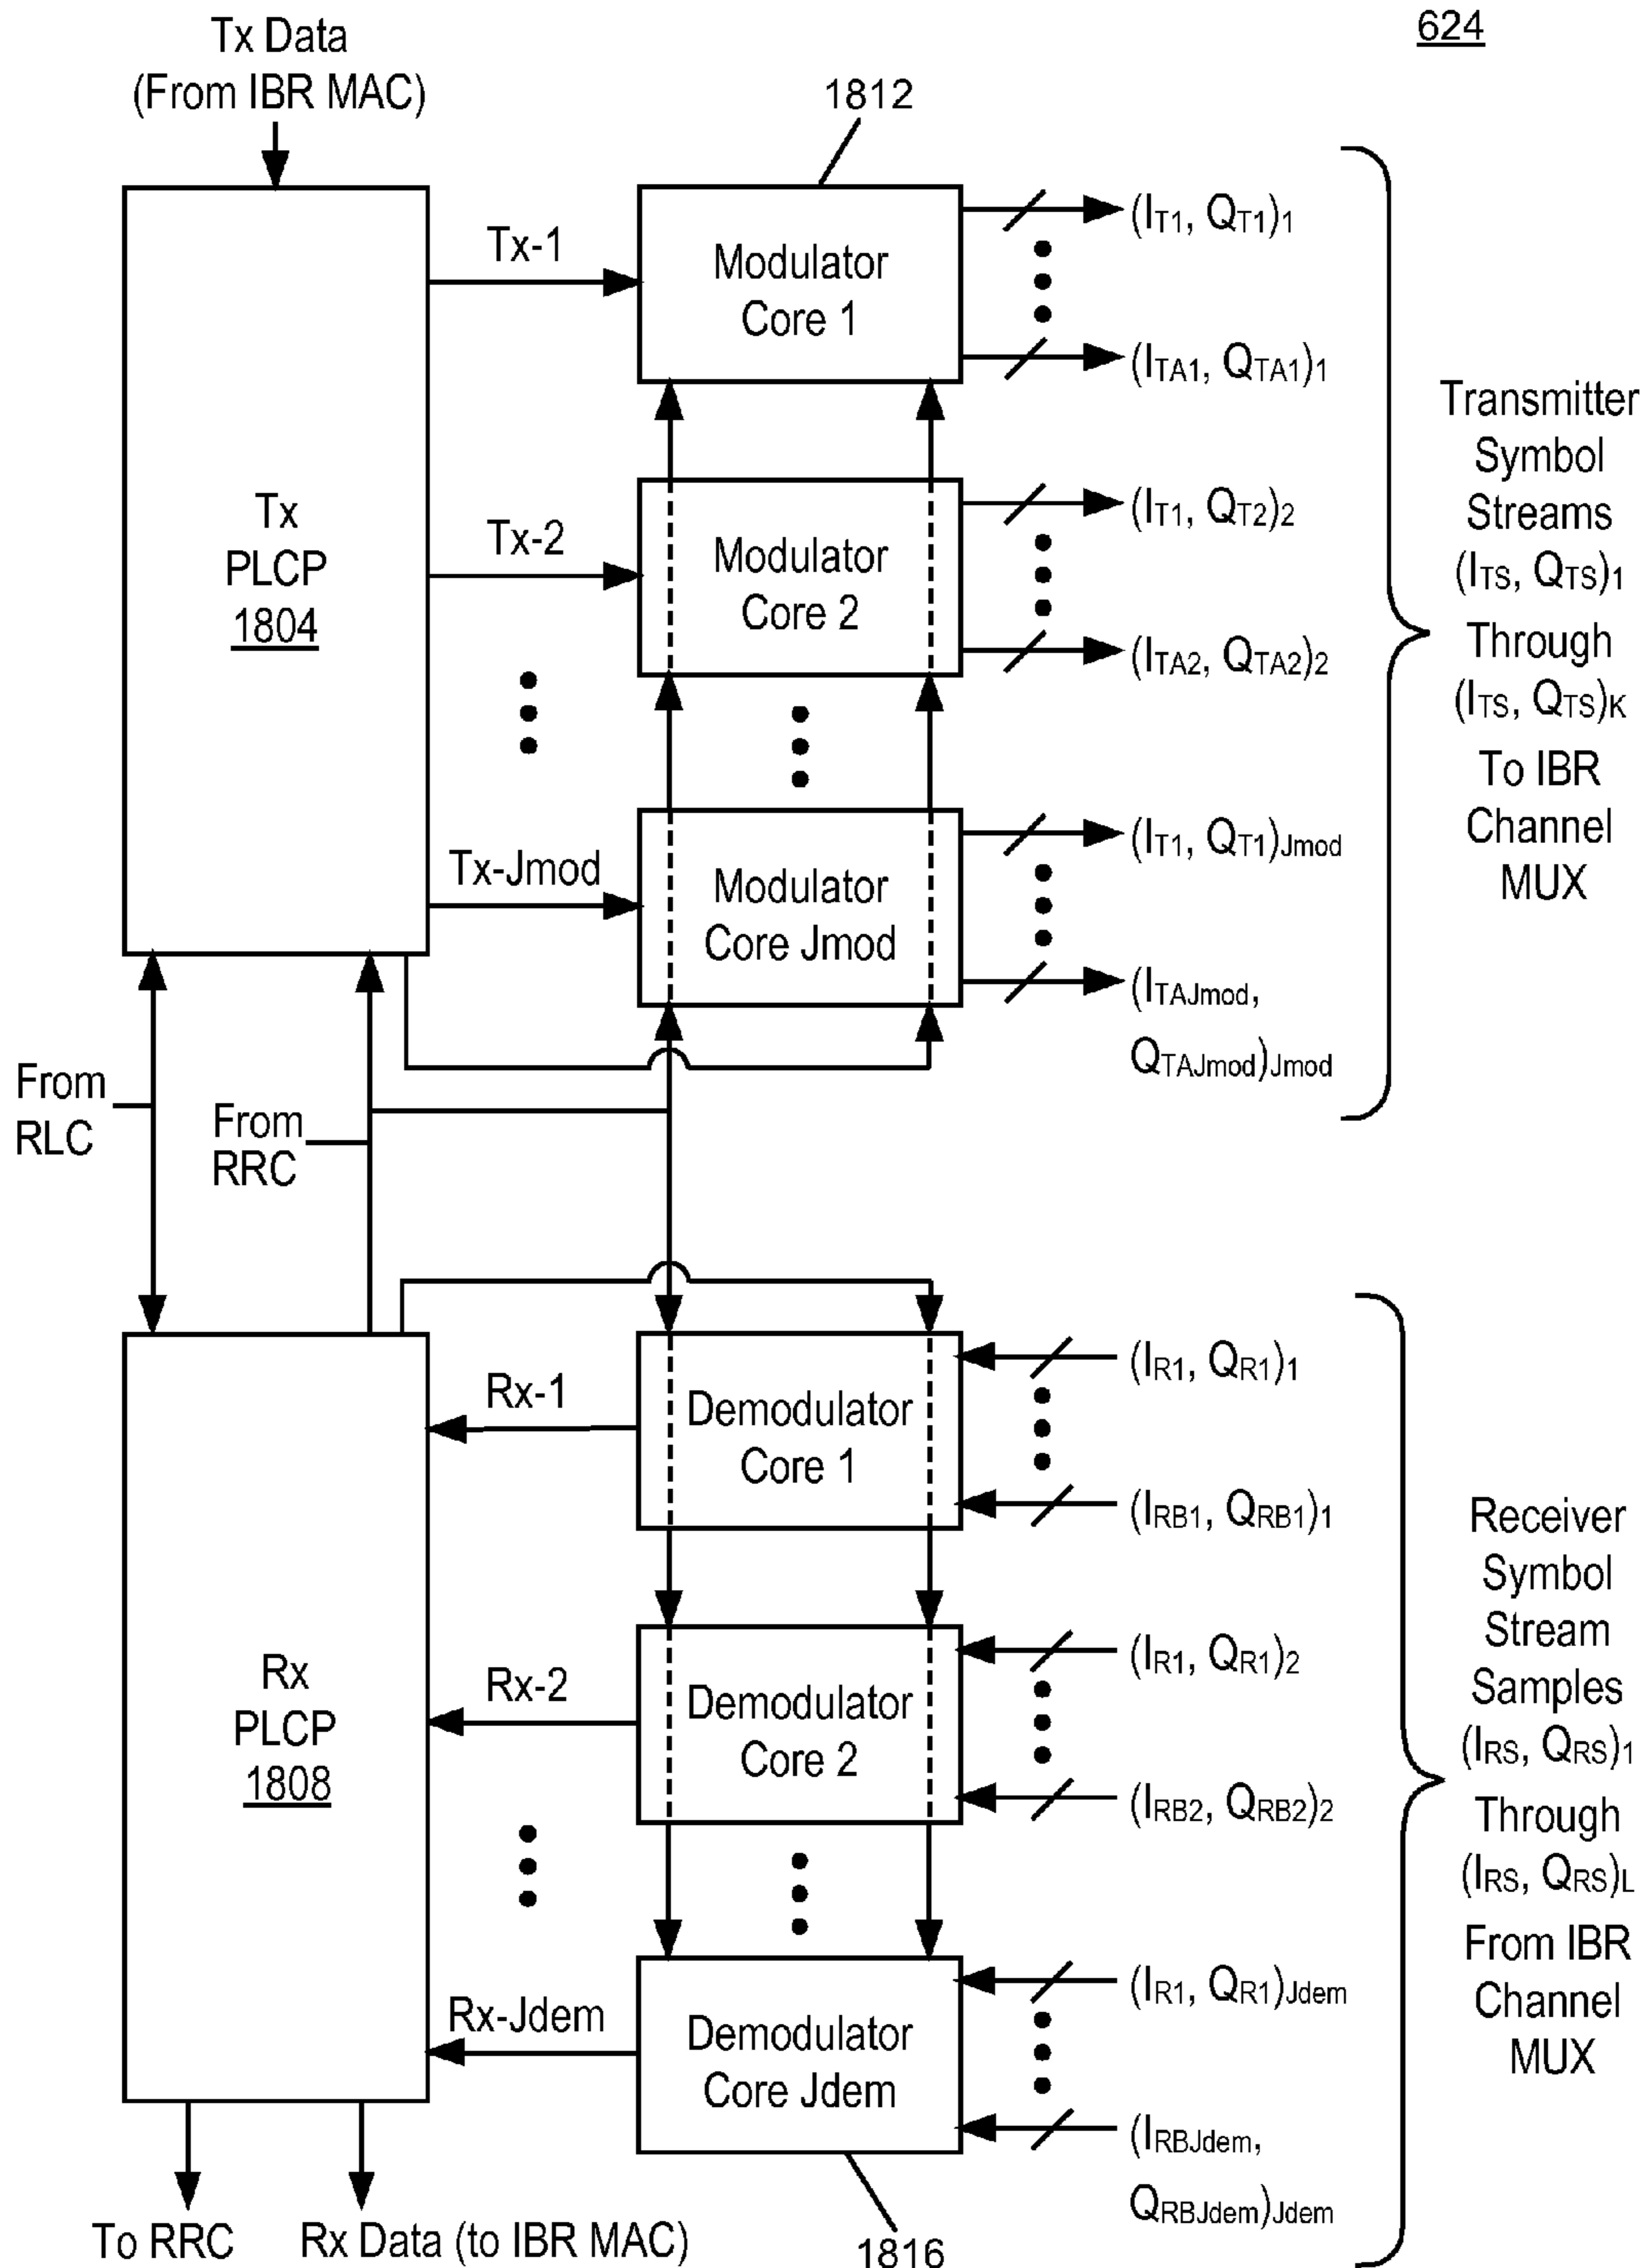 624
Tx Data
(From IBR MAC)
1812
Tx
PLCP
1804
Tx-1
Tx-2
Tx-Jmod
Modulator
Core 1
Modulator
Core 2
Modulator
Core Jmod
(IT1, QT1)1
(ITA1, QTA1)1
(IT1, QT2)2
(ITA2, QTA2)2
(IT1, QT1)Jmod
(ITAJmod,
QTAJmod)Jmod
Transmitter
Symbol
Streams
(ITS, QTS)1
Through
(ITS, QTS)K
To IBR
Channel
MUX
From
RLC
From
RRC
Rx
PLCP
1808
Rx-1
Rx-2
Rx-Jdem
Demodulator
Core 1
Demodulator
Core 2
Demodulator
Core Jdem
(IR1, QR1)1
(IRB1, QRB1)1
(IR1, QR1)2
(IRB2, QRB2)2
(IR1, QR1)Jdem
(IRBJdem,
QRBJdem)Jdem
Receiver
Symbol
Stream
Samples
(IRS, QRS)1
Through
(IRS, QRS)L
From IBR
Channel
MUX
To RRC
Rx Data (to IBR MAC)
1816